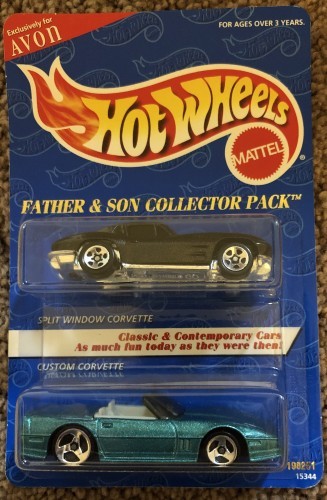 Exclusively for
AVON
FOR AGES OVER 3 YEARS.
HOT WHEELS
MATTEL
FATHER & SON COLLECTOR PACK™
SPLIT WINDOW CORVETTE
Classic & Contemporary Cars
As much fun today as they were then!
CUSTOM CORVETTE
15344